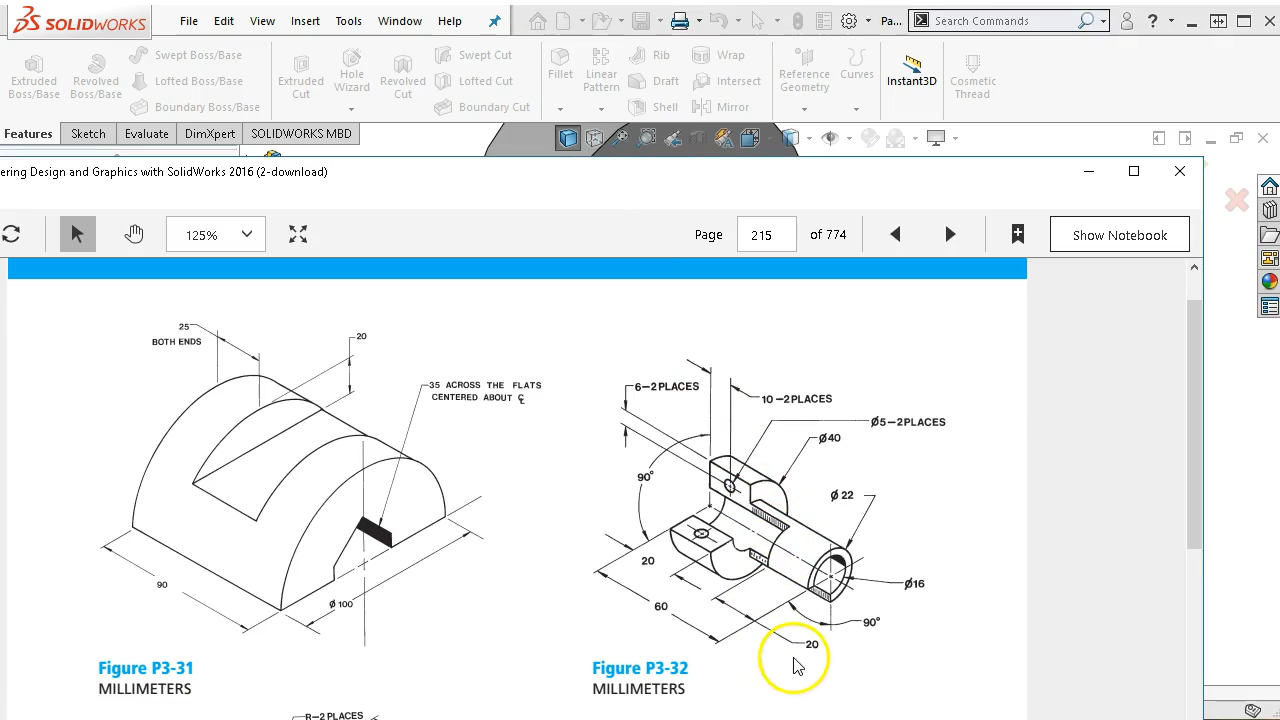 SOLIDWORKS
File Edit View Insert Tools Window Help
Pa...
Search Commands
Extruded Boss/Base
Revolved Boss/Base
Swept Boss/Base
Lofted Boss/Base
Boundary Boss/Base
Extruded Cut
Hole Wizard
Revolved Cut
Swept Cut
Lofted Cut
Boundary Cut
Fillet
Linear Pattern
Rib
Draft
Shell
Wrap
Intersect
Mirror
Reference Geometry
Curves
Instant3D
Cosmetic Thread
Features Sketch Evaluate DimXpert SOLIDWORKS MBD
ering Design and Graphics with SolidWorks 2016 (2-download)
125%
Page 215 of 774
Show Notebook
25
BOTH ENDS
20
35 ACROSS THE FLATS
CENTERED ABOUT ℄
90
Ø 100
Figure P3-31
MILLIMETERS
6-2 PLACES
10-2 PLACES
Ø5-2 PLACES
Ø40
90°
Ø 22
20
Ø16
60
90°
20
Figure P3-32
MILLIMETERS
R-2 PLACES